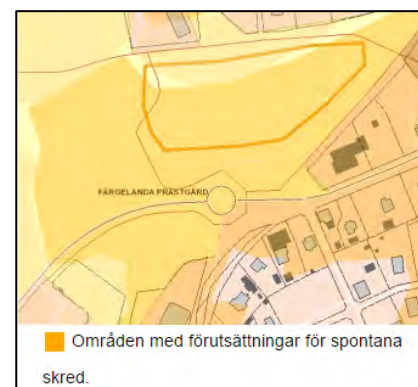 FÄRGELANDA PRÄSTGÅRD
Områden med förutsättningar för spontana
skred.